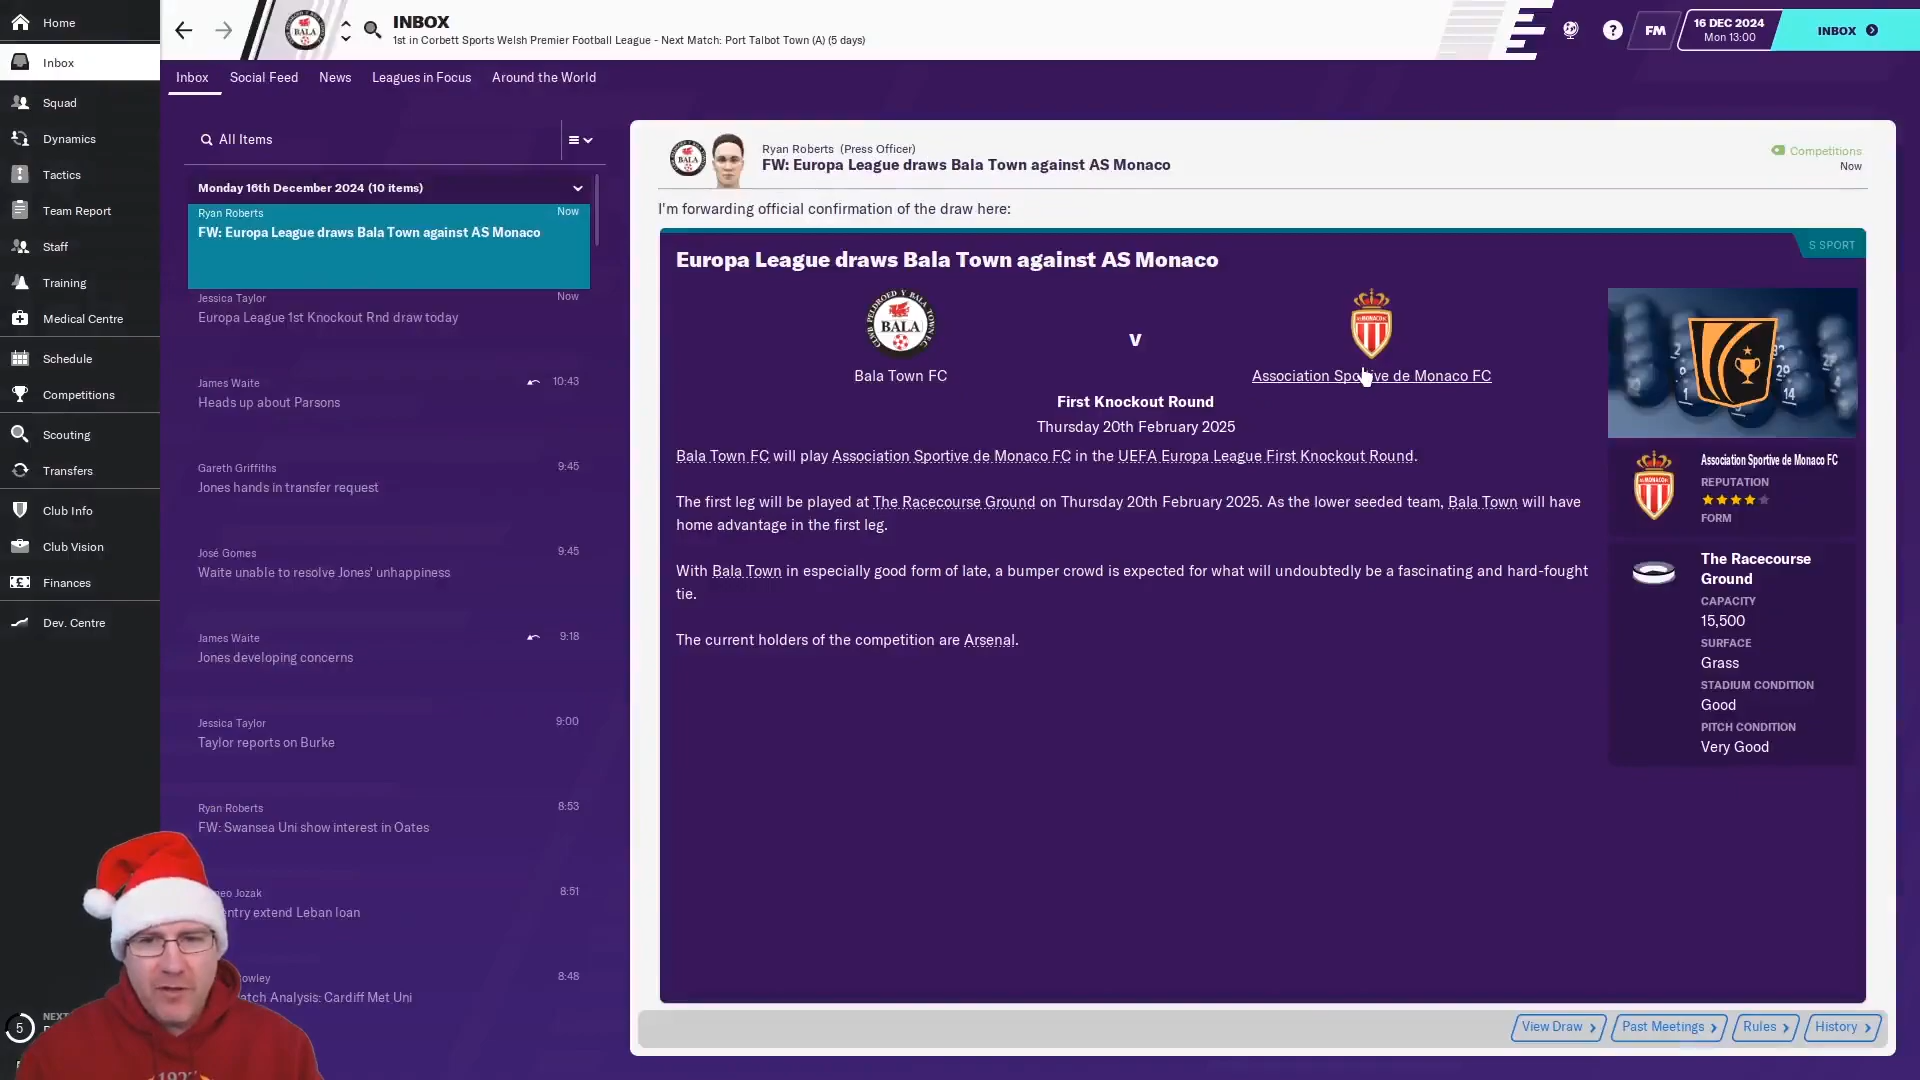 Home
Inbox
Squad
Dynamics
Tactics
Team Report
Staff
Training
Medical Centre
Schedule
Competitions
Scouting
Transfers
Club Info
Club Vision
Finances
Dev. Centre
5
NEXT
BALA
INBOX
1st in Corbett Sports Welsh Premier Football League - Next Match: Port Talbot Town (A) (5 days)
?
FM
16 DEC 2024
Mon 13:00
INBOX
Inbox
Social Feed
News
Leagues in Focus
Around the World
All Items
Monday 16th December 2024 (10 items)
Ryan Roberts
Now
FW: Europa League draws Bala Town against AS Monaco
Jessica Taylor
Now
Europa League 1st Knockout Rnd draw today
James Waite
10:43
Heads up about Parsons
Gareth Griffiths
9:45
Jones hands in transfer request
José Gomes
9:45
Waite unable to resolve Jones' unhappiness
James Waite
9:18
Jones developing concerns
Jessica Taylor
9:00
Taylor reports on Burke
Ryan Roberts
8:53
FW: Swansea Uni show interest in Oates
Jozak
8:51
extend Leban loan
8:48
Analysis: Cardiff Met Uni
BALA
Ryan Roberts (Press Officer)
FW: Europa League draws Bala Town against AS Monaco
Competitions
Now
I'm forwarding official confirmation of the draw here:
S SPORT
Europa League draws Bala Town against AS Monaco
BALA
v
Bala Town FC
Association Sportive de Monaco FC
First Knockout Round
Thursday 20th February 2025
Bala Town FC will play Association Sportive de Monaco FC in the UEFA Europa League First Knockout Round.
The first leg will be played at The Racecourse Ground on Thursday 20th February 2025. As the lower seeded team, Bala Town will have
home advantage in the first leg.
With Bala Town in especially good form of late, a bumper crowd is expected for what will undoubtedly be a fascinating and hard-fought
tie.
The current holders of the competition are Arsenal.
Association Sportive de Monaco FC
REPUTATION
FORM
The Racecourse
Ground
CAPACITY
15,500
SURFACE
Grass
STADIUM CONDITION
Good
PITCH CONDITION
Very Good
View Draw
Past Meetings
Rules
History